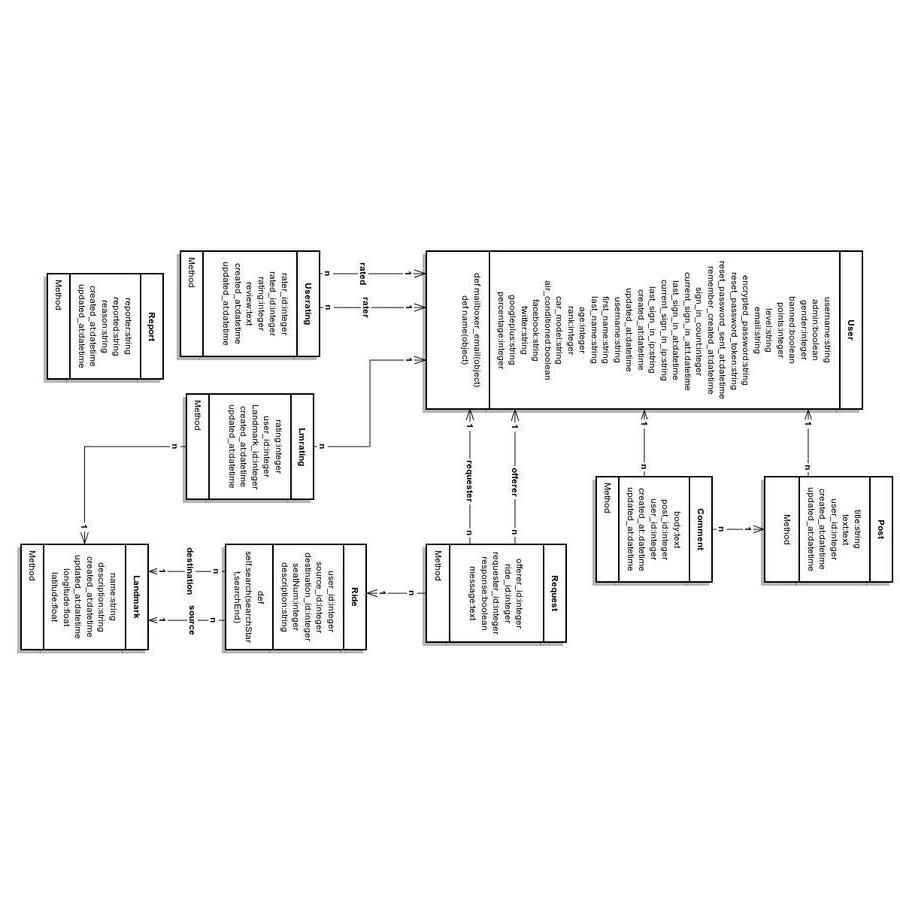 User
username:string
admin:boolean
gender:integer
banned:boolean
points:integer
level:string
email:string
encrypted_password:string
reset_password_token:string
reset_password_sent_at:datetime
remember_created_at:datetime
sign_in_count:integer
current_sign_in_at:datetime
last_sign_in_at:datetime
current_sign_in_ip:string
last_sign_in_ip:string
created_at:datetime
updated_at:datetime
username:string
first_name:string
last_name:string
age:integer
rank:integer
car_model:string
air_conditioned:boolean
facebook:string
twitter:string
googleplus:string
percentage:integer
def mailboxer_email(object)
def name(object)
1
n
Post
title:string
text:text
user_id:integer
created_at:datetime
updated_at:datetime
Method
1
n
1
n
Comment
body:text
post_id:integer
user_id:integer
created_at:.datetime
updated_at:datetime
Method
1
offerer
n
1
requester
n
Request
offerer_id:integer
ride_id:integer
requester_id:integer
response:boolean
message:text
Method
n
1
1
rated
n
1
rater
n
1
n
Userating
rater_id:integer
rated_id:integer
rating:integer
review:text
created_at:datetime
updated_at:datetime
Method
Lmrating
rating:integer
user_id:integer
Landmark_id:integer
created_at:datetime
updated_at:datetime
Method
n
1
Ride
user_id:integer
source_id:integer
destination_id:integer
seatNum:integer
description:string
def
self.search(searchStar
t,searchEnd)
n
n
destination
source
1
1
Report
reporter:string
reported:string
reason:string
created_at:datetime
updated_at:datetime
Method
Landmark
name:string
description:string
created_at:datetime
updated_at:datetime
longitude:float
latitude:float
Method